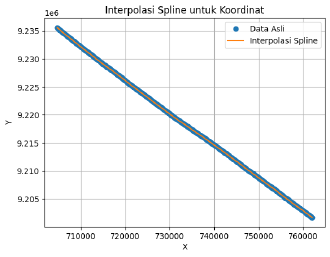 Interpolasi Spline untuk Koordinat
1e6
Data Asli
Interpolasi Spline
9.235
9.230
9.225
9.220
9.215
9.210
9.205
Y
710000 720000 730000 740000 750000 760000
X